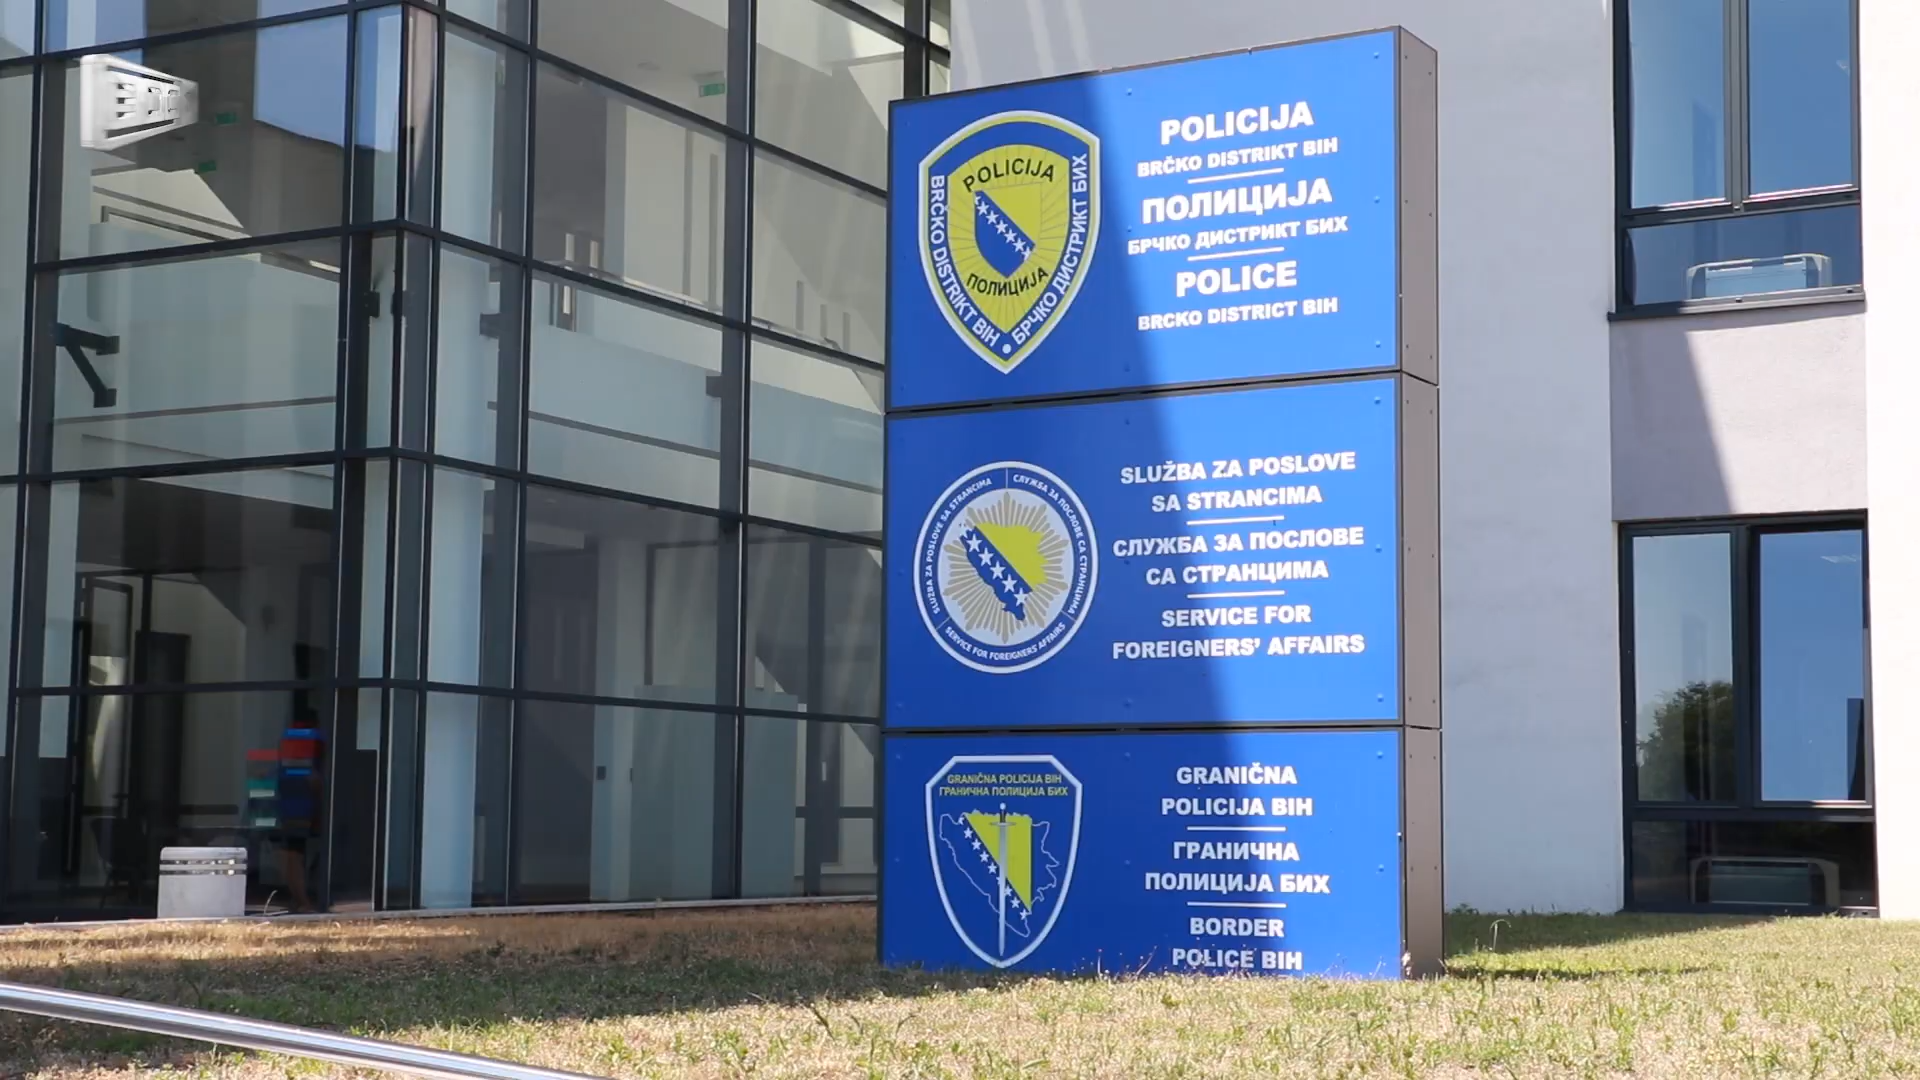 POLICIJA
BRČKO DISTRIKT BIH
ПОЛИЦИЈА
БРЧКО ДИСТРИКТ БИХ
POLICE
BRCKO DISTRICT BIH
POLICIJA
ПОЛИЦИЈА
BRČKO DISTRIKT BIH • БРЧКО ДИСТРИКТ БИХ
SLUŽBA ZA POSLOVE
SA STRANCIMA
СЛУЖБА ЗА ПОСЛОВЕ
СА СТРАНЦИМА
SERVICE FOR
FOREIGNERS’ AFFAIRS
SLUŽBA ZA POSLOVE SA STRANCIMA
СЛУЖБА ЗА ПОСЛОВЕ СА СТРАНЦИМА
SERVICE FOR FOREIGNERS AFFAIRS
GRANIČNA POLICIJA BIH
ГРАНИЧНА ПОЛИЦИЈА БИХ
GRANIČNA
POLICIJA BIH
ГРАНИЧНА
ПОЛИЦИЈА БИХ
BORDER
POLICE BIH